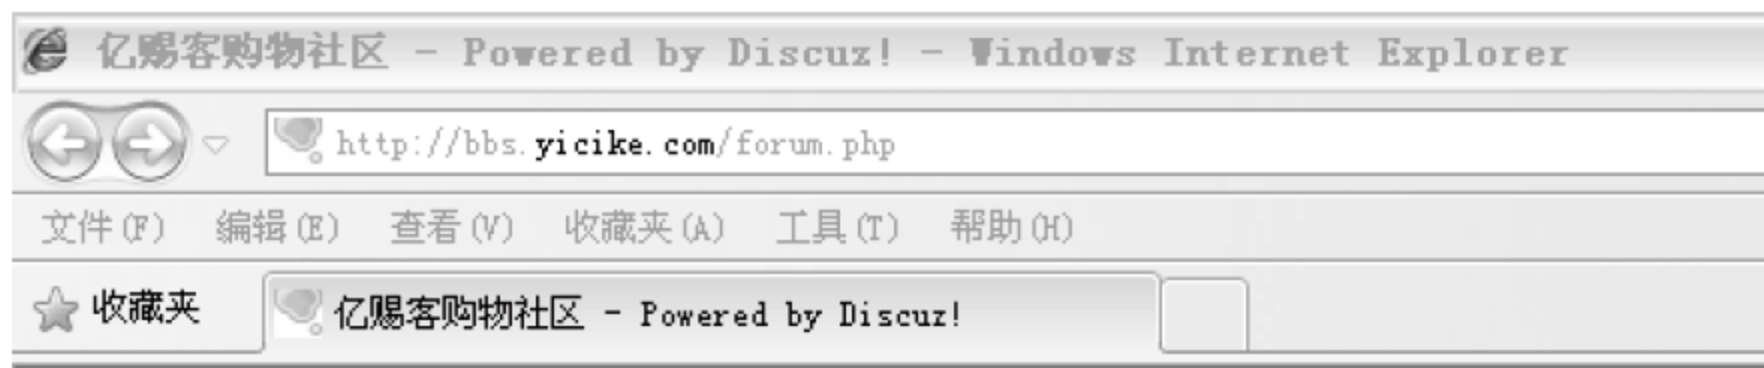 亿赐客购物社区 - Powered by Discuz! - Windows Internet Explorer
http://bbs.yicike.com/forum.php
文件(F) 编辑(E) 查看(V) 收藏夹(A) 工具(T) 帮助(H)
收藏夹 亿赐客购物社区 - Powered by Discuz!